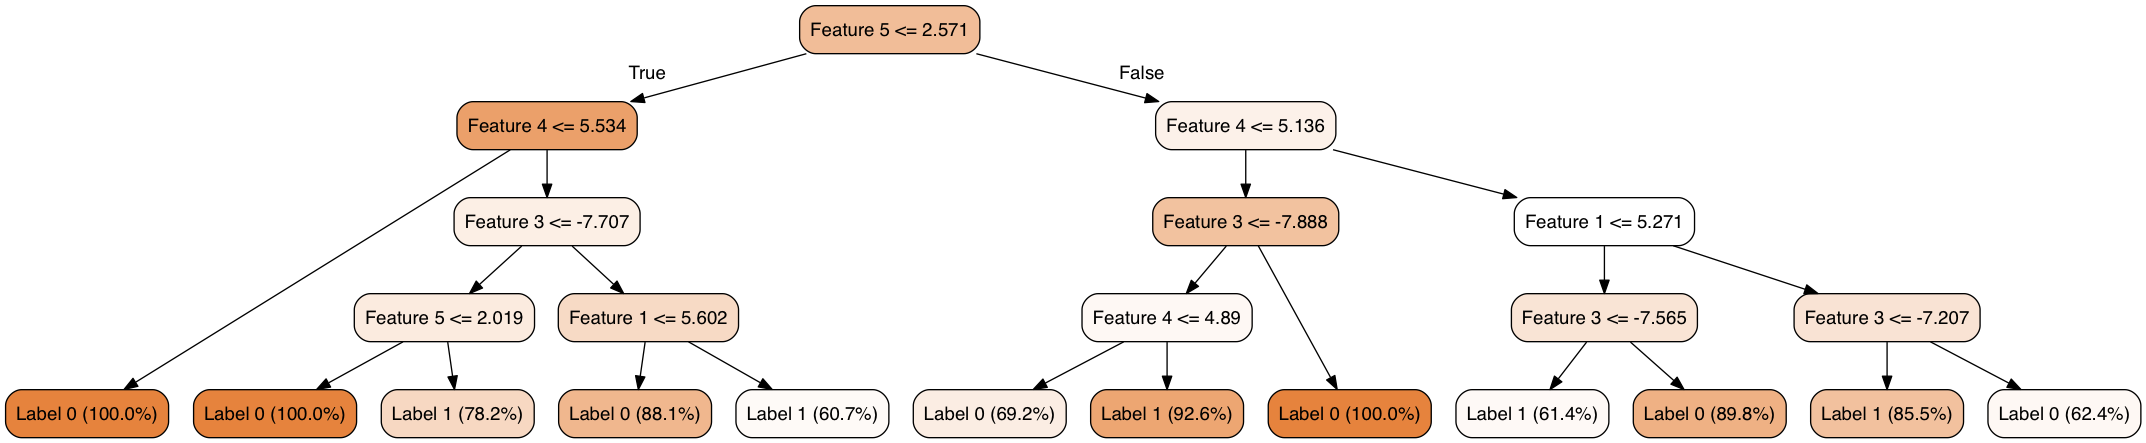 Feature 5 <= 2.571
True
False
Feature 4 <= 5.534
Feature 4 <= 5.136
Feature 3 <= -7.707
Feature 3 <= -7.888
Feature 1 <= 5.271
Feature 5 <= 2.019
Feature 1 <= 5.602
Feature 4 <= 4.89
Feature 3 <= -7.565
Feature 3 <= -7.207
Label 0 (100.0%)
Label 0 (100.0%)
Label 1 (78.2%)
Label 0 (88.1%)
Label 1 (60.7%)
Label 0 (69.2%)
Label 1 (92.6%)
Label 0 (100.0%)
Label 1 (61.4%)
Label 0 (89.8%)
Label 1 (85.5%)
Label 0 (62.4%)